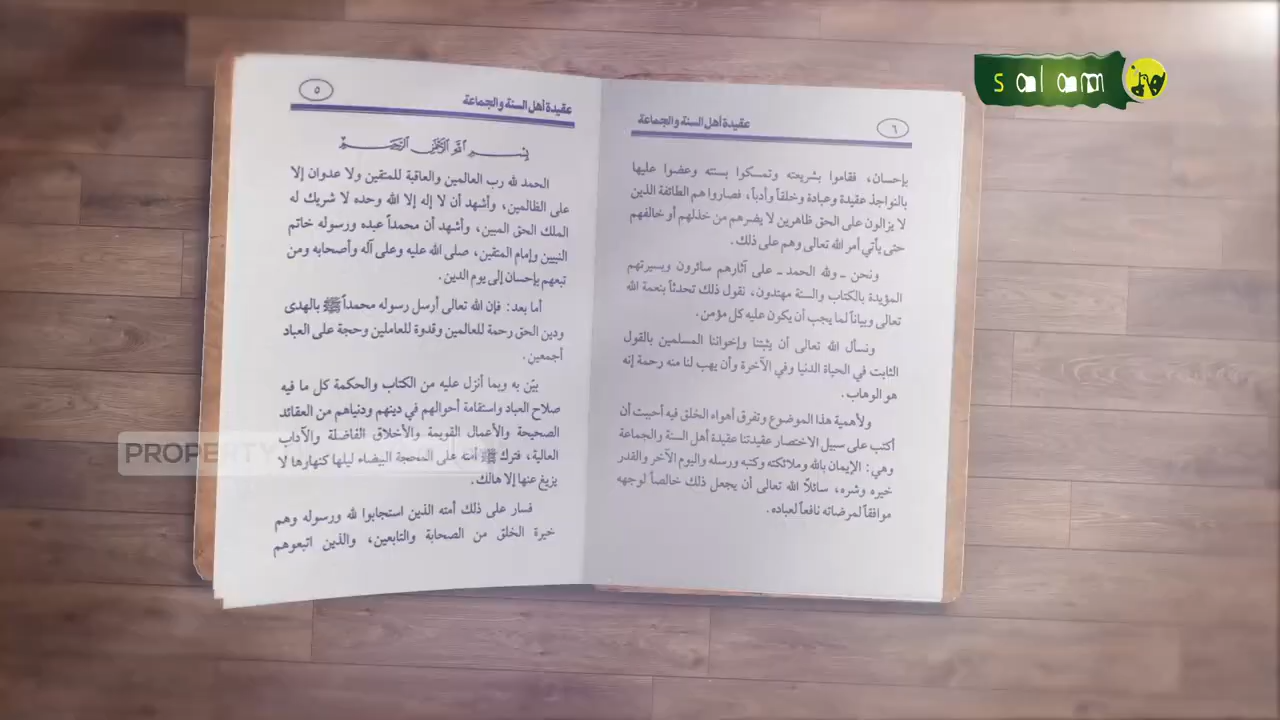 ٥
عقيدة أهل السنة والجماعة
بسم الله الرحمن الرحيم
الحمد لله رب العالمين والعاقبة للمتقين ولا عدوان إلا
على الظالمين، وأشهد أن لا إله إلا الله وحده لا شريك له
الملك الحق المبين، وأشهد أن محمداً عبده ورسوله خاتم
النبيين وإمام المتقين، صلى الله عليه وعلى آله وأصحابه ومن
تبعهم بإحسان إلى يوم الدين.
أما بعد: فإن الله تعالى أرسل رسوله محمداً ﷺ بالهدى
ودين الحق رحمة للعالمين وقدوة للعاملين وحجة على العباد
أجمعين.
بيّن به وبما أنزل عليه من الكتاب والحكمة كل ما فيه
صلاح العباد واستقامة أحوالهم في دينهم ودنياهم من العقائد
الصحيحة والأعمال القويمة والأخلاق الفاضلة والآداب
العالية، فترك ﷺ أمته على المحجة البيضاء ليلها كنهارها لا
يزيغ عنها إلا هالك.
فسار على ذلك أمته الذين استجابوا لله ورسوله وهم
خيرة الخلق من الصحابة والتابعين، والذين اتبعوهم
٦
عقيدة أهل السنة والجماعة
بإحسان، فقاموا بشريعته وتمسكوا بسنته وعضوا عليها
بالنواجذ عقيدة وعبادة وخلقاً وأدباً، فصاروا هم الطائفة الذين
لا يزالون على الحق ظاهرين لا يضرهم من خذلهم أو خالفهم
حتى يأتي أمر الله تعالى وهم على ذلك.
ونحن ـ ولله الحمد ـ على آثارهم سائرون وبسيرتهم
المؤيدة بالكتاب والسنة مهتدون، نقول ذلك تحدثاً بنعمة الله
تعالى وبياناً لما يجب أن يكون عليه كل مؤمن.
ونسأل الله تعالى أن يثبتنا وإخواننا المسلمين بالقول
الثابت في الحياة الدنيا وفي الآخرة وأن يهب لنا منه رحمة إنه
هو الوهاب.
ولأهمية هذا الموضوع وتفرق أهواء الخلق فيه أحببت أن
أكتب على سبيل الاختصار عقيدتنا عقيدة أهل السنة والجماعة
وهي: الإيمان بالله وملائكته وكتبه ورسله واليوم الآخر والقدر
خيره وشره، سائلاً الله تعالى أن يجعل ذلك خالصاً لوجهه
موافقاً لمرضاته نافعاً لعباده.
salam
PROPERTY